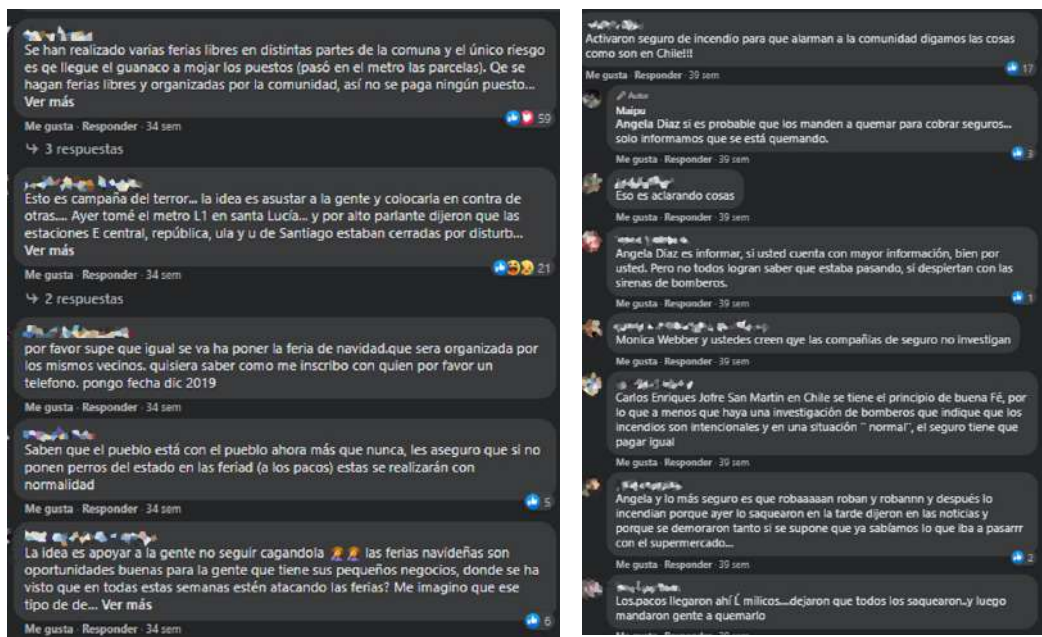 Se han realizado varias ferias libres en distintas partes de la comuna y el único riesgo
es qe llegue el guanaco a mojar los puestos (pasó en el metro las parcelas). Qe se
hagan ferias libres y organizadas por la comunidad, así no se paga ningún puesto...
Ver más
59
Me gusta · Responder · 34 sem
3 respuestas
Esto es campaña del terror... la idea es asustar a la gente y colocarla en contra de
otras.... Ayer tomé el metro L1 en santa Lucía... y por alto parlante dijeron que las
estaciones E central, república, ula y u de Santiago estaban cerradas por disturb...
Ver más
21
Me gusta · Responder · 34 sem
2 respuestas
por favor supe que igual se va ha poner la feria de navidad.que sera organizada por
los mismos vecinos. quisiera saber como me inscribo con quien por favor un
telefono. pongo fecha dic 2019
Me gusta · Responder · 34 sem
Saben que el pueblo está con el pueblo ahora más que nunca, les aseguro que si no
ponen perros del estado en las feriad (a los pacos) estas se realizarán con
normalidad
5
Me gusta · Responder · 34 sem
La idea es apoyar a la gente no seguir cagandola 🤦 🤦 las ferias navideñas son
oportunidades buenas para la gente que tiene sus pequeños negocios, donde se ha
visto que en todas estas semanas estén atacando las ferias? Me imagino que ese
tipo de de... Ver más
6
Me gusta · Responder · 34 sem
Activaron seguro de incendio para que alarman a la comunidad digamos las cosas
como son en Chile!!!
17
Me gusta · Responder · 39 sem
Autor
Maipu
Angela Diaz si es probable que los manden a quemar para cobrar seguros...
solo informamos que se está quemando.
3
Me gusta · Responder · 39 sem
Eso es aclarando cosas
Me gusta · Responder · 39 sem
Angela Diaz es informar, si usted cuenta con mayor información, bien por
usted. Pero no todos logran saber que estaba pasando, si despiertan con las
sirenas de bomberos.
1
Me gusta · Responder · 39 sem
Monica Webber y ustedes creen qye las compañias de seguro no investigan
Me gusta · Responder · 39 sem
Carlos Enriques Jofre San Martin en Chile se tiene el principio de buena Fé, por
lo que a menos que haya una investigación de bomberos que indique que los
incendios son intencionales y en una situación ¨ normal¨, el seguro tiene que
pagar igual
Me gusta · Responder · 39 sem
Angela y lo más seguro es que robaaaaan roban y robannn y después lo
incendian porque ayer lo saquearon en la tarde dijeron en las noticias y
porque se demoraron tanto si se supone que ya sabíamos lo que iba a pasarrr
con el supermercado...
2
Me gusta · Responder · 39 sem
Los.pacos llegaron ahí Ĺ milicos....dejaron que todos los saquearon..y luego
mandaron gente a quemarlo